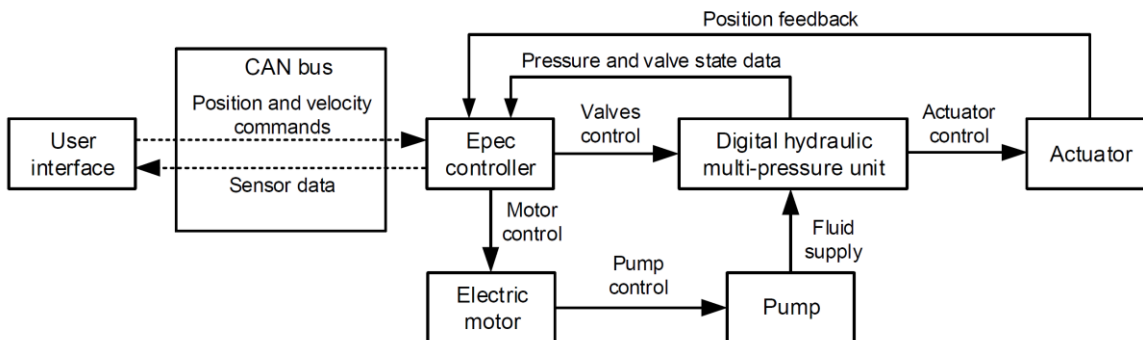 Position feedback
CAN bus
Pressure and valve state data
Position and velocity
commands
Valves
control
Actuator
control
User
interface
Epec
controller
Digital hydraulic
multi-pressure unit
Actuator
Sensor data
Motor
control
Fluid
supply
Pump
control
Electric
motor
Pump